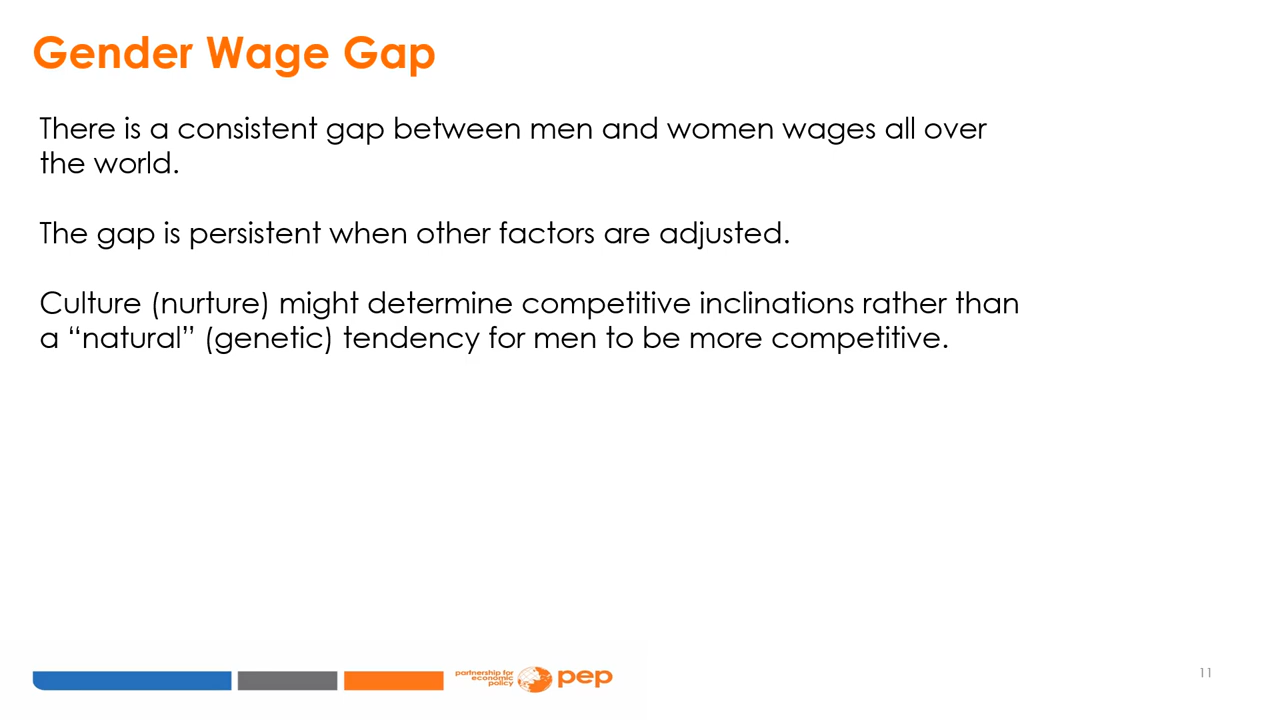 Gender Wage Gap
There is a consistent gap between men and women wages all over
the world.
The gap is persistent when other factors are adjusted.
Culture (nurture) might determine competitive inclinations rather than
a “natural” (genetic) tendency for men to be more competitive.
partnership for
economic
policy
pep
11